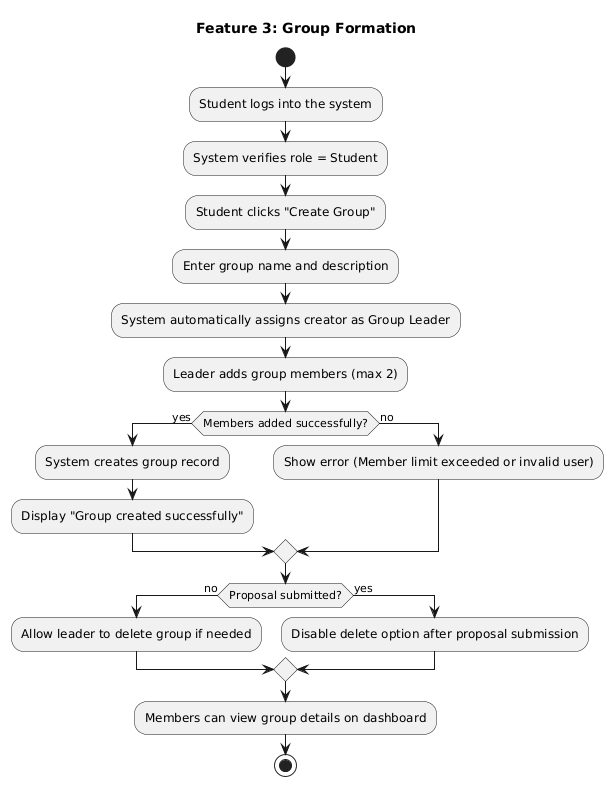 Feature 3: Group Formation
Student logs into the system
System verifies role = Student
Student clicks "Create Group"
Enter group name and description
System automatically assigns creator as Group Leader
Leader adds group members (max 2)
yes
Members added successfully?
no
System creates group record
Show error (Member limit exceeded or invalid user)
Display "Group created successfully"
no
Proposal submitted?
yes
Allow leader to delete group if needed
Disable delete option after proposal submission
Members can view group details on dashboard